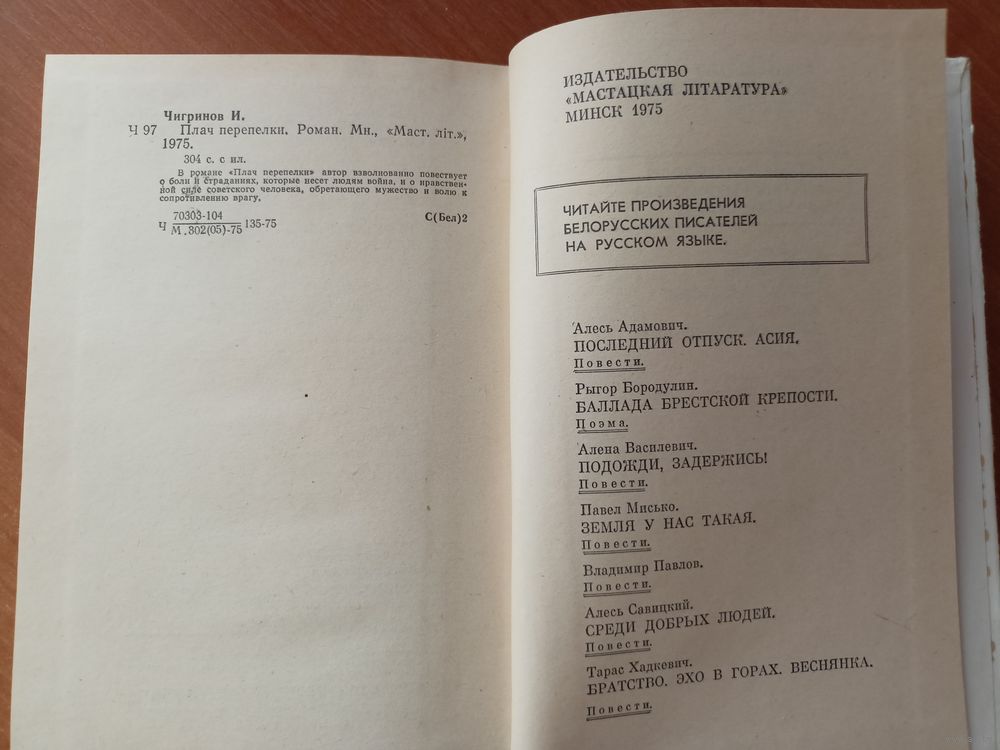 Чигринов И.
Ч 97 Плач перепелки. Роман. Мн., «Маст. літ.»,
1975.
304 с. с ил.
В романе «Плач перепелки» автор взволнованно повествует
о боли и страданиях, которые несет людям война, и о нравствен-
ной силе советского человека, обретающего мужество и волю к
сопротивлению врагу.
Ч 70303-104 135-75 С(Бел)2
М.302(05)-75
ИЗДАТЕЛЬСТВО
«МАСТАЦКАЯ ЛІТАРАТУРА»
МИНСК 1975
ЧИТАЙТЕ ПРОИЗВЕДЕНИЯ
БЕЛОРУССКИХ ПИСАТЕЛЕЙ
НА РУССКОМ ЯЗЫКЕ.
Алесь Адамович.
ПОСЛЕДНИЙ ОТПУСК. АСИЯ.
Повести.
Рыгор Бородулин.
БАЛЛАДА БРЕСТСКОЙ КРЕПОСТИ.
Поэма.
Алена Василевич.
ПОДОЖДИ, ЗАДЕРЖИСЬ!
Повести.
Павел Мисько.
ЗЕМЛЯ У НАС ТАКАЯ.
Повести.
Владимир Павлов.
Повести.
Алесь Савицкий.
СРЕДИ ДОБРЫХ ЛЮДЕЙ.
Повести.
Тарас Хадкевич.
БРАТСТВО. ЭХО В ГОРАХ. ВЕСНЯНКА.
Повести.